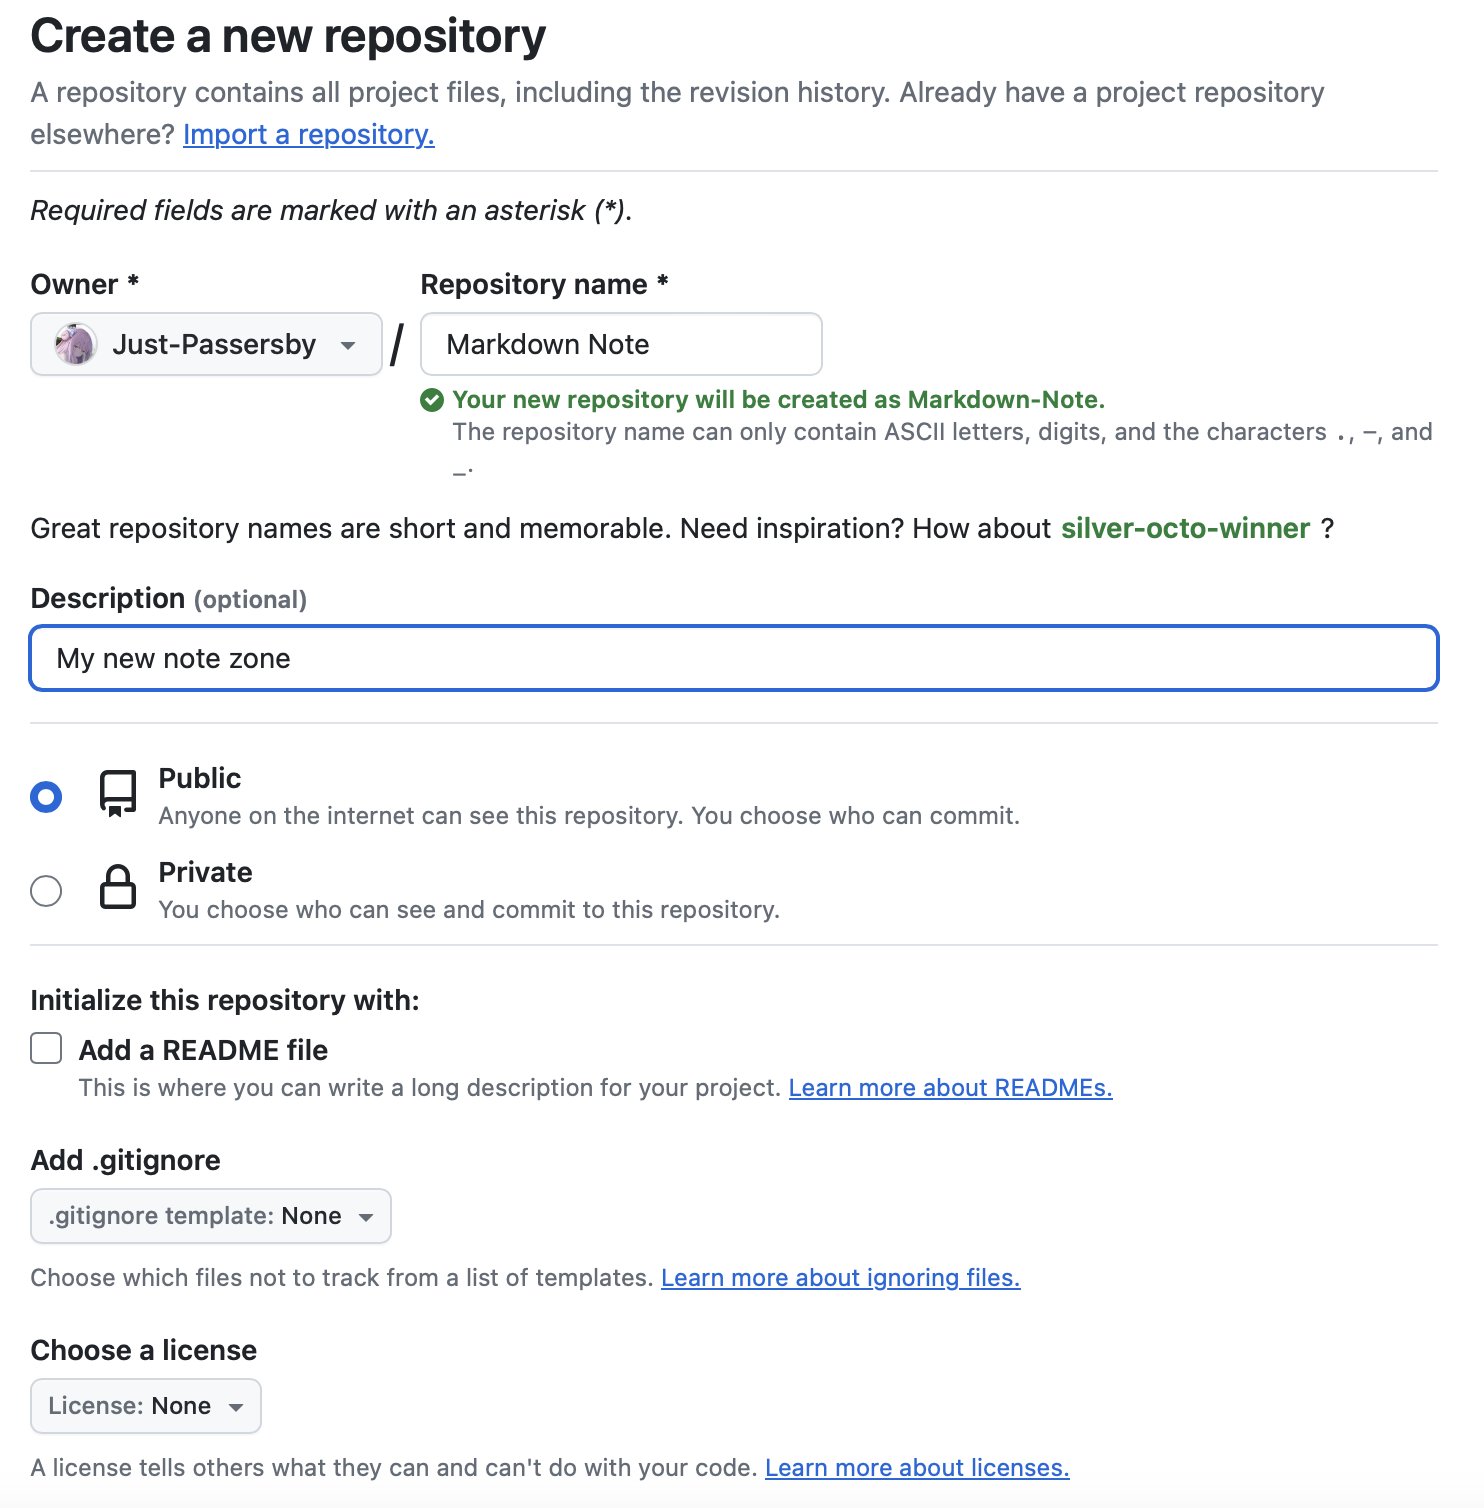 Create a new repository
A repository contains all project files, including the revision history. Already have a project repository
elsewhere? Import a repository.
Required fields are marked with an asterisk (*).
Owner *
Repository name *
Just-Passersby
/
Markdown Note
Your new repository will be created as Markdown-Note.
The repository name can only contain ASCII letters, digits, and the characters ., -, and
_.
Great repository names are short and memorable. Need inspiration? How about silver-octo-winner ?
Description (optional)
My new note zone
Public
Anyone on the internet can see this repository. You choose who can commit.
Private
You choose who can see and commit to this repository.
Initialize this repository with:
Add a README file
This is where you can write a long description for your project. Learn more about READMEs.
Add .gitignore
.gitignore template: None
Choose which files not to track from a list of templates. Learn more about ignoring files.
Choose a license
License: None
A license tells others what they can and can't do with your code. Learn more about licenses.